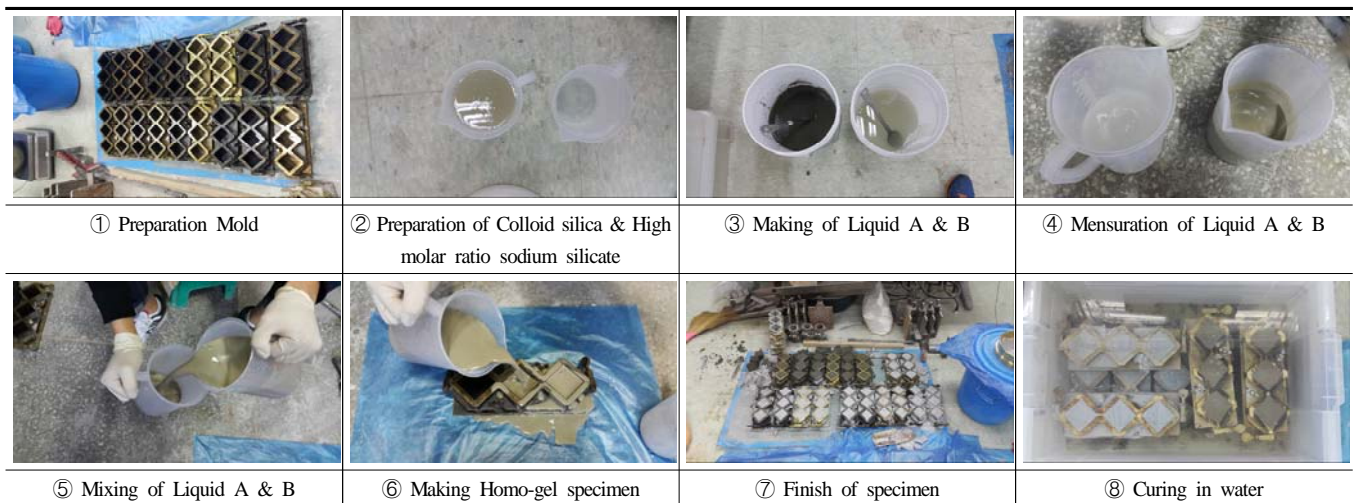 ① Preparation Mold
② Preparation of Colloid silica & High
molar ratio sodium silicate
③ Making of Liquid A & B
④ Mensuration of Liquid A & B
⑤ Mixing of Liquid A & B
⑥ Making Homo-gel specimen
⑦ Finish of specimen
⑧ Curing in water